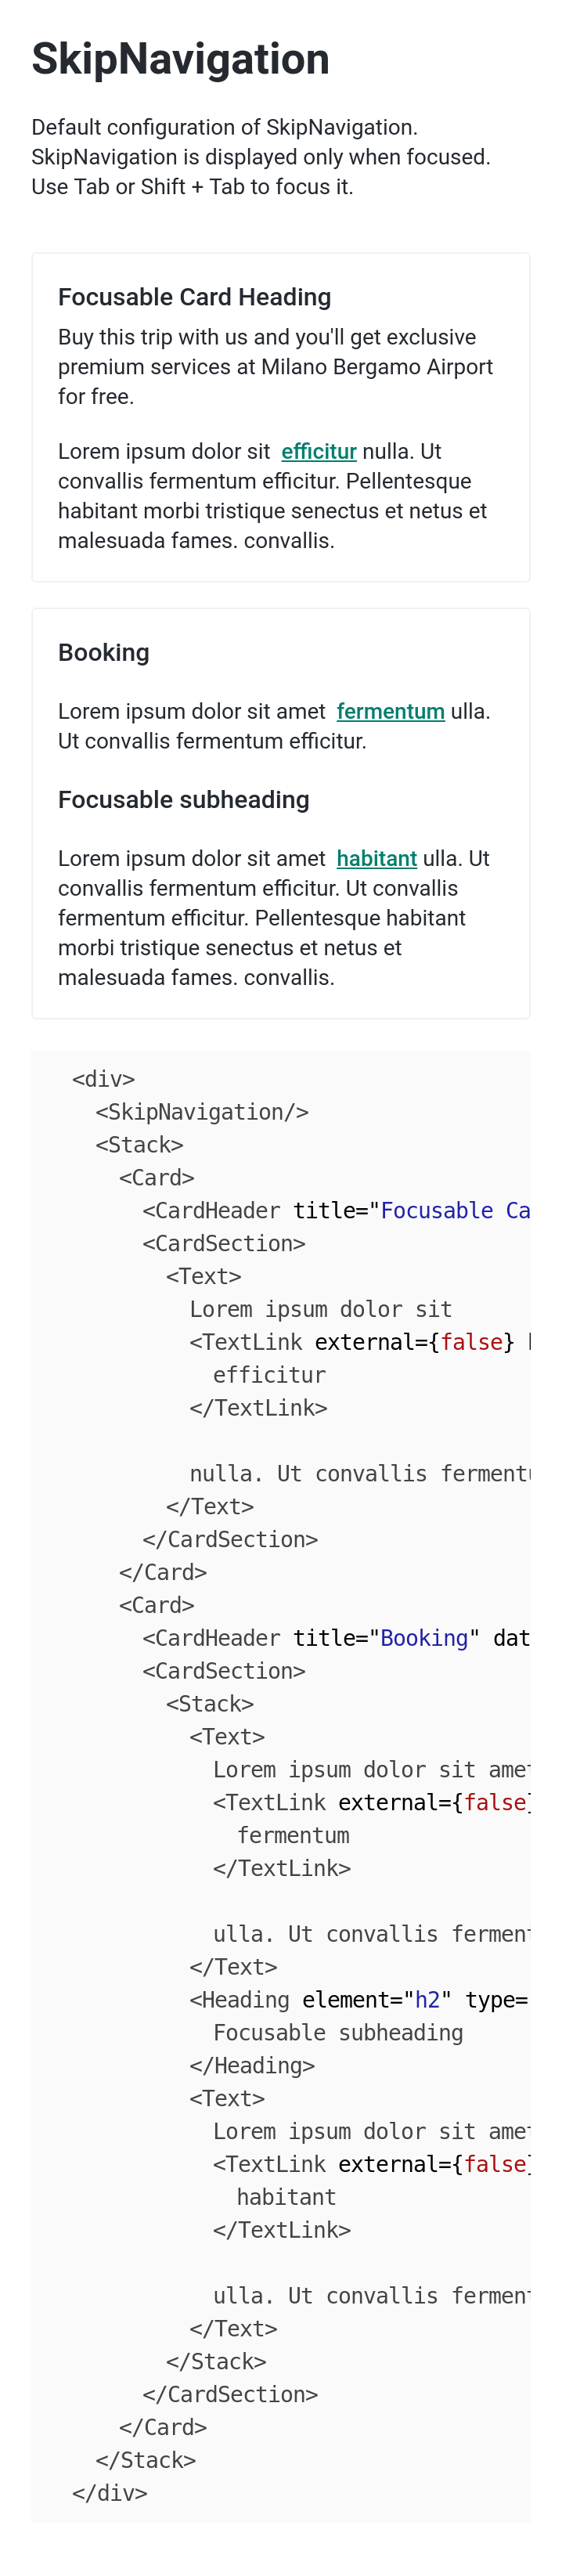 SkipNavigation
Default configuration of SkipNavigation.
SkipNavigation is displayed only when focused.
Use Tab or Shift + Tab to focus it.
Focusable Card Heading
Buy this trip with us and you'll get exclusive
premium services at Milano Bergamo Airport
for free.
Lorem ipsum dolor sit efficitur nulla. Ut
convallis fermentum efficitur. Pellentesque
habitant morbi tristique senectus et netus et
malesuada fames. convallis.
Booking
Lorem ipsum dolor sit amet fermentum ulla.
Ut convallis fermentum efficitur.
Focusable subheading
Lorem ipsum dolor sit amet habitant ulla. Ut
convallis fermentum efficitur. Ut convallis
fermentum efficitur. Pellentesque habitant
morbi tristique senectus et netus et
malesuada fames. convallis.
<div>
<SkipNavigation/>
<Stack>
<Card>
<CardHeader title="Focusable Ca
<CardSection>
<Text>
Lorem ipsum dolor sit
<TextLink external={false}
efficitur
</TextLink>
nulla. Ut convallis ferment
</Text>
</CardSection>
</Card>
<Card>
<CardHeader title="Booking" dat
<CardSection>
<Stack>
<Text>
Lorem ipsum dolor sit amet
<TextLink external={false}
fermentum
</TextLink>
ulla. Ut convallis ferment
</Text>
<Heading element="h2" type=
Focusable subheading
</Heading>
<Text>
Lorem ipsum dolor sit amet
<TextLink external={false}
habitant
</TextLink>
ulla. Ut convallis ferment
</Text>
</Stack>
</CardSection>
</Card>
</Stack>
</div>